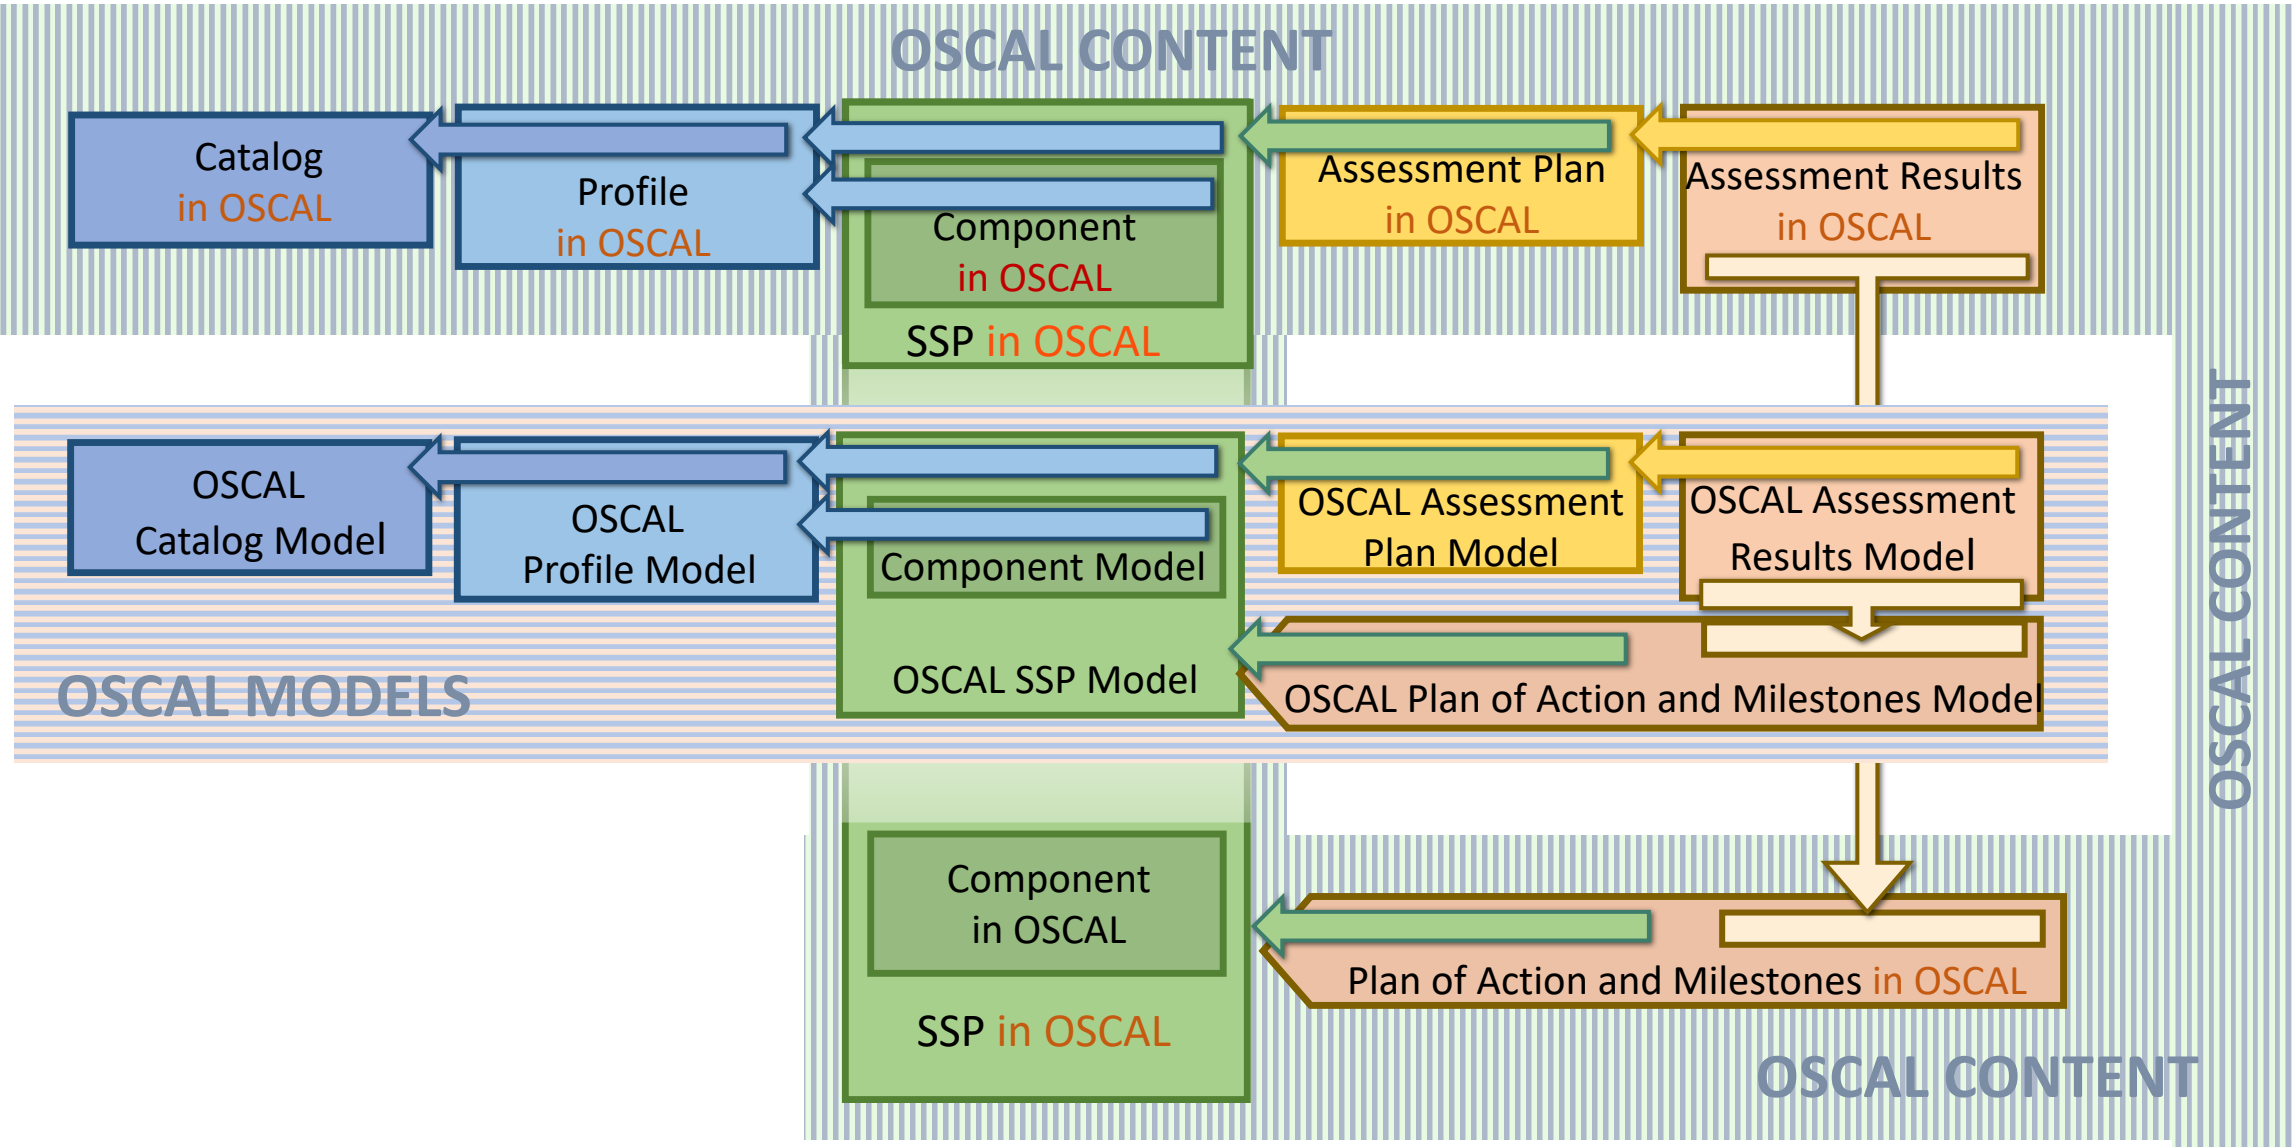 OSCAL CONTENT
Catalog
in OSCAL
Profile
in OSCAL
Component
in OSCAL
SSP in OSCAL
Assessment Plan
in OSCAL
Assessment Results
in OSCAL
OSCAL
Catalog Model
OSCAL
Profile Model
Component Model
OSCAL SSP Model
OSCAL Assessment
Plan Model
OSCAL Assessment
Results Model
OSCAL Plan of Action and Milestones Model
OSCAL MODELS
OSCAL CONTENT
Component
in OSCAL
SSP in OSCAL
Plan of Action and Milestones in OSCAL
OSCAL CONTENT